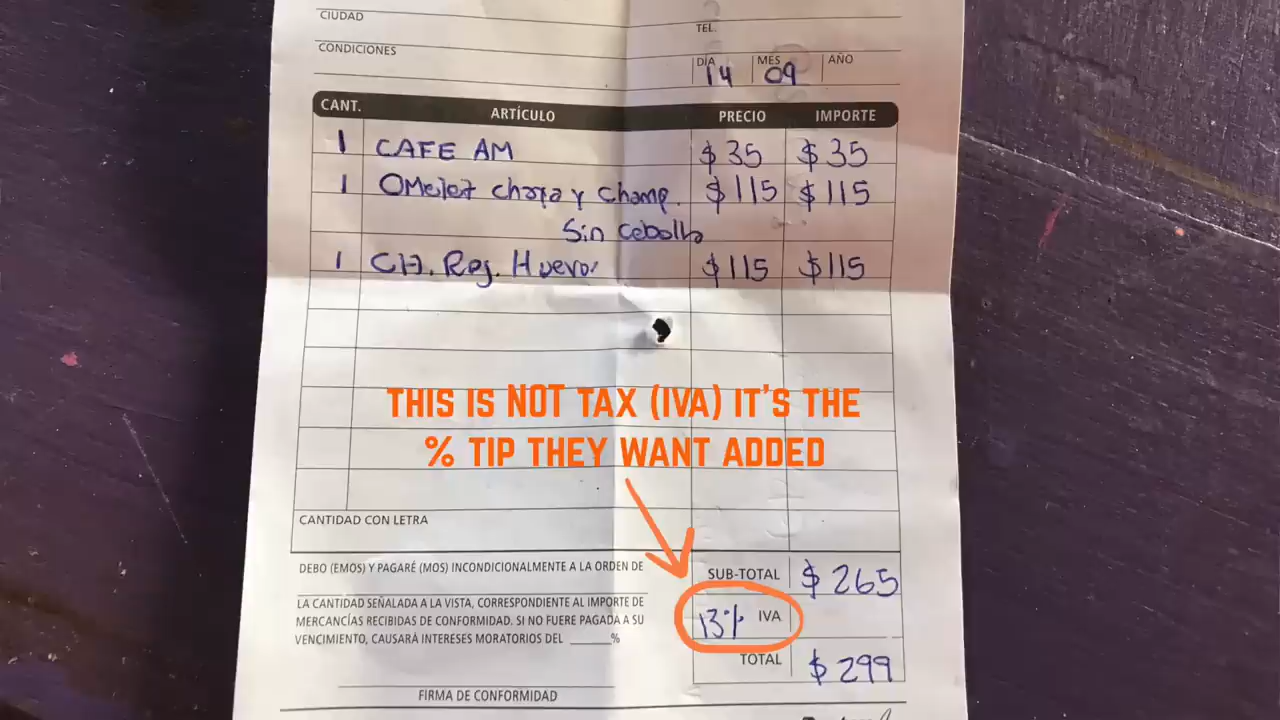 CIUDAD
TEL.
CONDICIONES
DÍA MES AÑO
14 09
CANT. ARTÍCULO PRECIO IMPORTE
1 CAFE AM $35 $35
1 OMelet chaya y champ. $115 $115
Sin cebolla
1 CH. Roj. Huevo $115 $115
THIS IS NOT TAX (IVA) IT'S THE
% TIP THEY WANT ADDED
CANTIDAD CON LETRA
DEBO (EMOS) Y PAGARÉ (MOS) INCONDICIONALMENTE A LA ORDEN DE
LA CANTIDAD SEÑALADA A LA VISTA, CORRESPONDIENTE AL IMPORTE DE
MERCANCÍAS RECIBIDAS DE CONFORMIDAD. SI NO FUERE PAGADA A SU
VENCIMIENTO, CAUSARÁ INTERESES MORATORIOS DEL ______%
SUB-TOTAL $265
13% IVA
TOTAL $299
FIRMA DE CONFORMIDAD